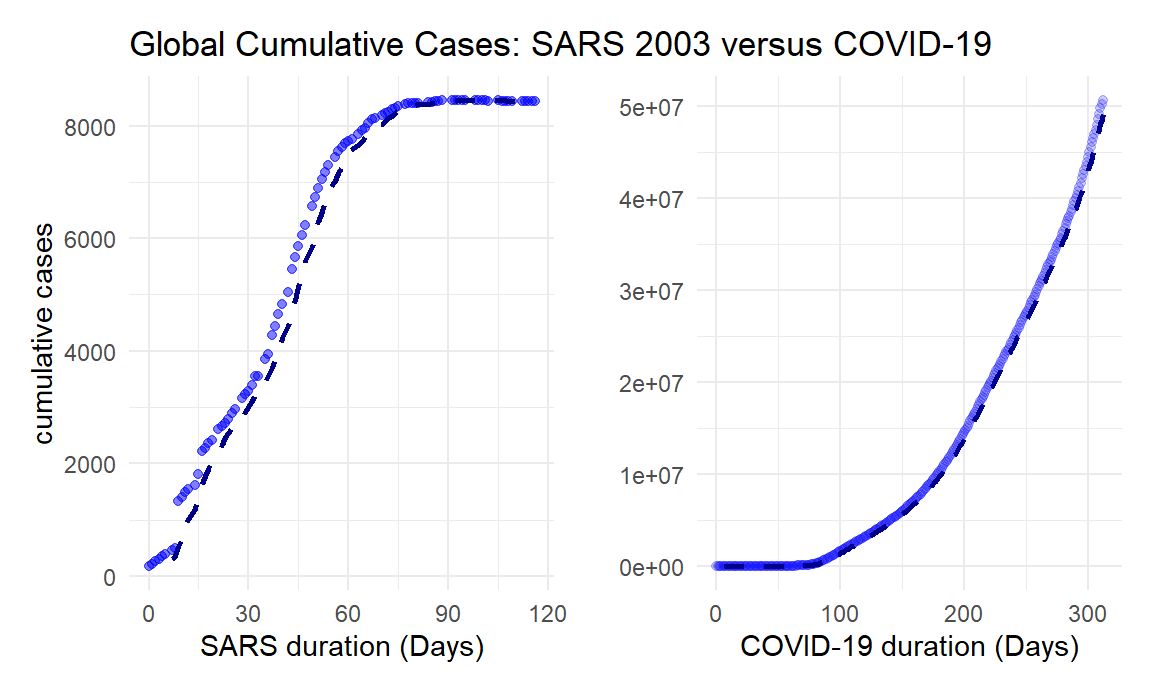 Global Cumulative Cases: SARS 2003 versus COVID-19
cumulative cases
8000
6000
4000
2000
0
0 30 60 90 120
SARS duration (Days)
5e+07
4e+07
3e+07
2e+07
1e+07
0e+00
0 100 200 300
COVID-19 duration (Days)